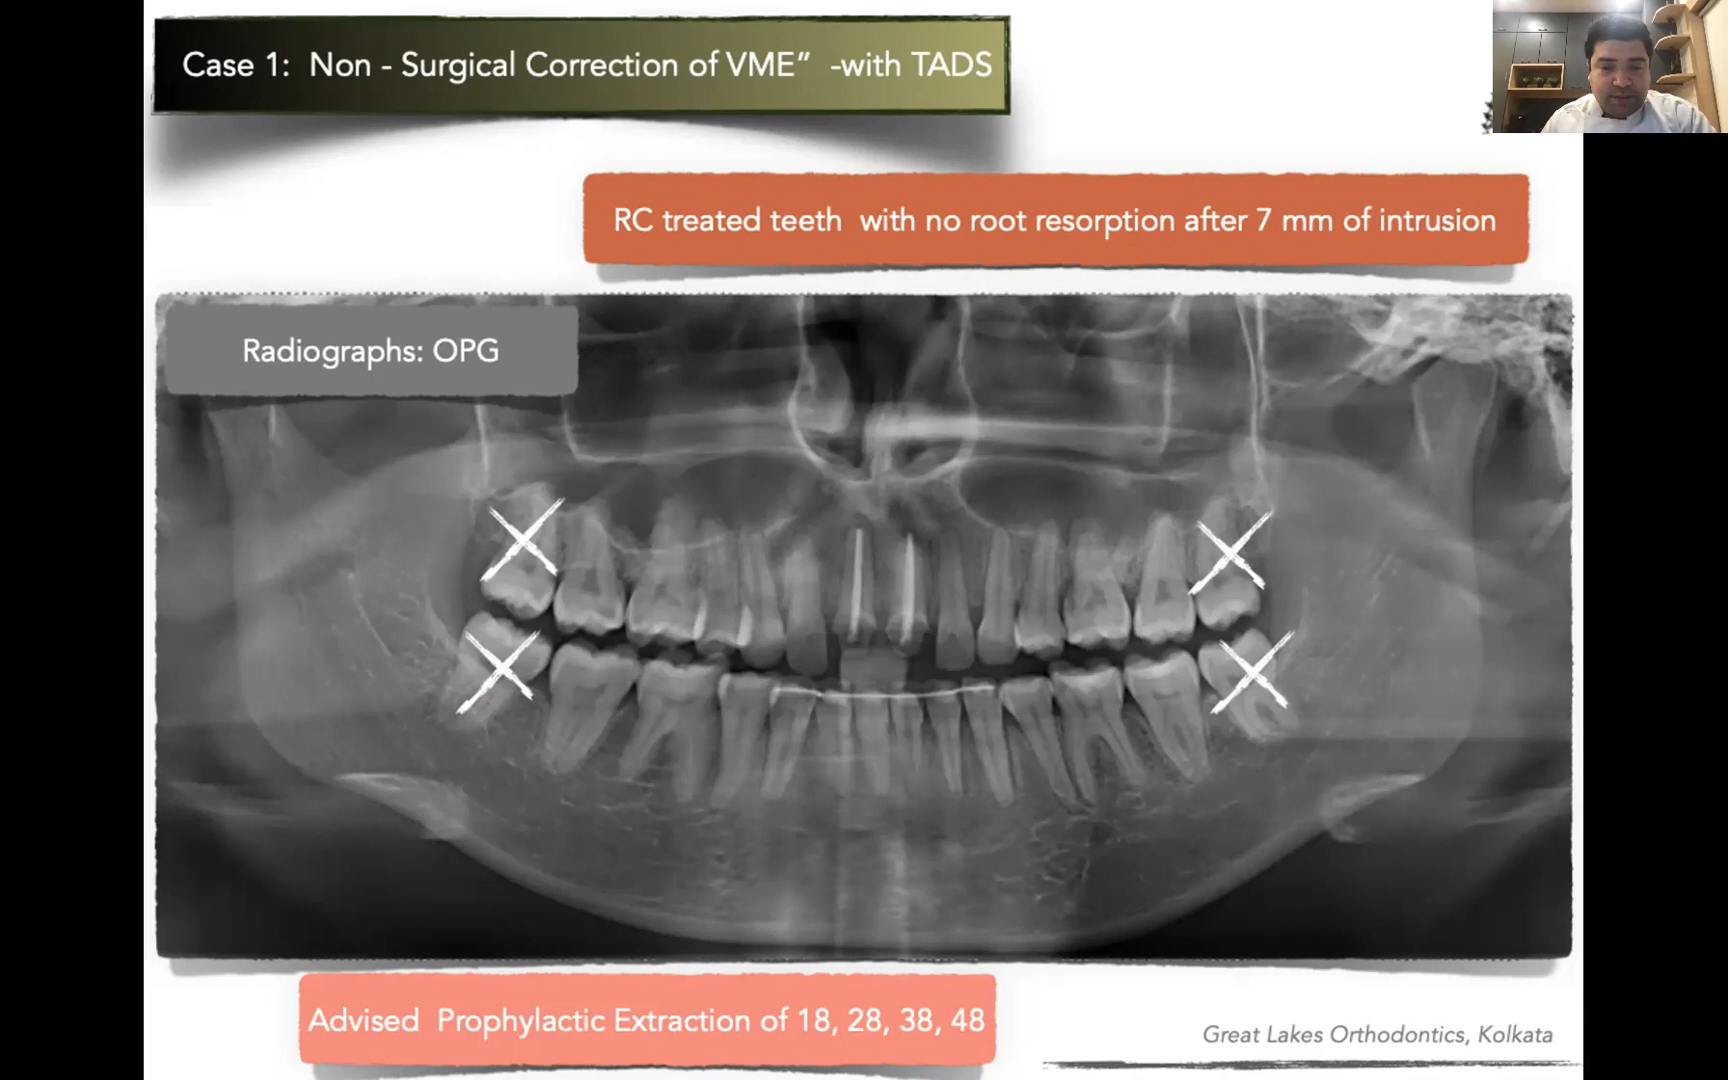 Case 1:  Non - Surgical Correction of VME”  -with TADS
RC treated teeth  with no root resorption after 7 mm of intrusion
Radiographs: OPG
Advised  Prophylactic Extraction of 18, 28, 38, 48
Great Lakes Orthodontics, Kolkata